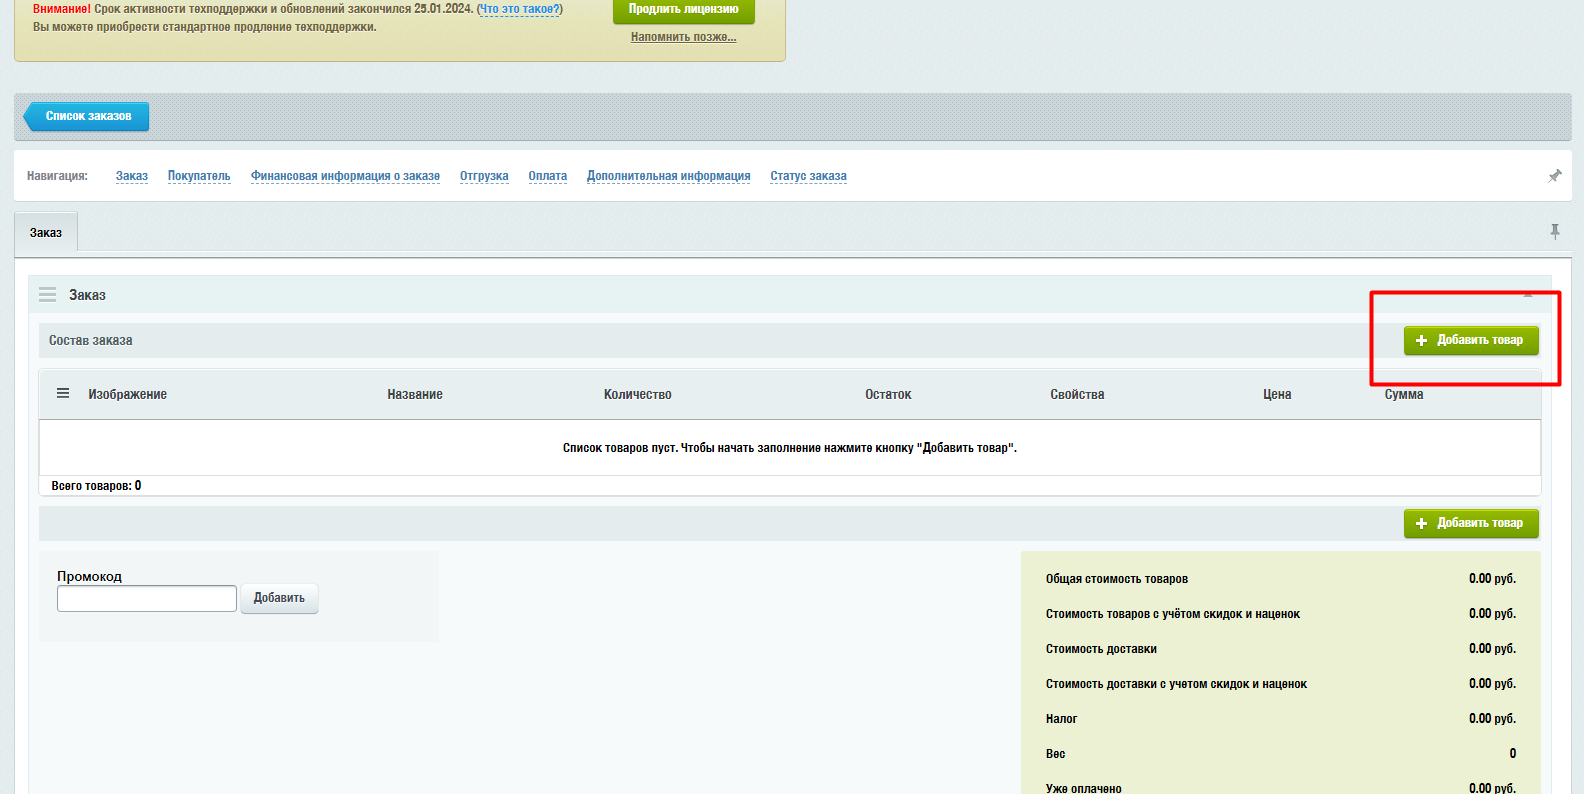 Внимание! Срок активности техподдержки и обновлений закончился 25.01.2024. (Что это такое?)
Вы можете приобрести стандартное продление техподдержки.
Продлить лицензию
Напомнить позже...
Список заказов
Навигация: Заказ Покупатель Финансовая информация о заказе Отгрузка Оплата Дополнительная информация Статус заказа
Заказ
Заказ
Состав заказа
+ Добавить товар
Изображение Название Количество Остаток Свойства Цена Сумма
Список товаров пуст. Чтобы начать заполнение нажмите кнопку "Добавить товар".
Всего товаров: 0
+ Добавить товар
Промокод
Добавить
Общая стоимость товаров 0.00 руб.
Стоимость товаров с учётом скидок и наценок 0.00 руб.
Стоимость доставки 0.00 руб.
Стоимость доставки с учетом скидок и наценок 0.00 руб.
Налог 0.00 руб.
Вес 0
Уже оплачено 0.00 руб.